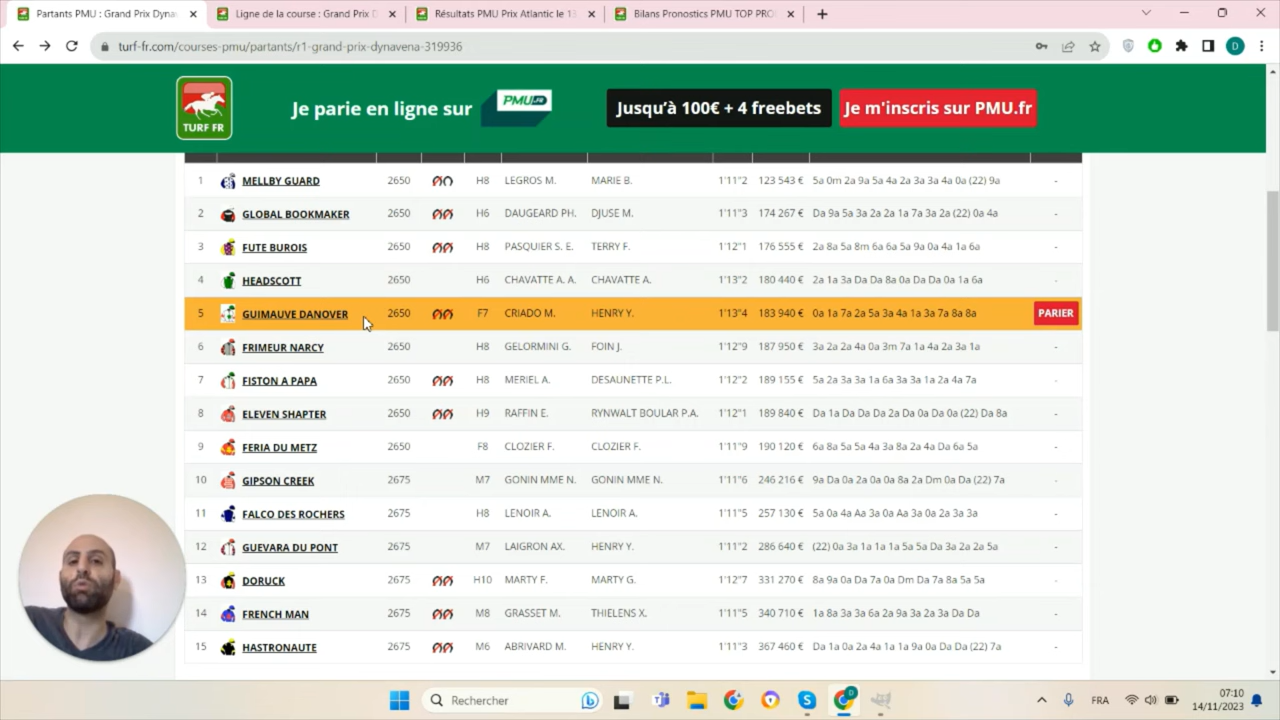 Partants PMU : Grand Prix Dyna
Ligne de la course : Grand Prix D
Résultats PMU Prix Atlantic le 13
Bilans Pronostics PMU TOP PRO
turf-fr.com/courses-pmu/partants/r1-grand-prix-dynavena-319936
D
TURF FR
Je parie en ligne sur PMU.fr
Jusqu'à 100€ + 4 freebets
Je m'inscris sur PMU.fr
1 MELLBY GUARD 2650 H8 LEGROS M. MARIE B. 1'11"2 123 543 € 5a 0m 2a 9a 5a 4a 2a 3a 3a 4a 0a (22) 9a -
2 GLOBAL BOOKMAKER 2650 H6 DAUGEARD PH. DJUSE M. 1'11"3 174 267 € Da 9a 5a 3a 2a 2a 1a 7a 3a 2a (22) 0a 4a -
3 FUTE BUROIS 2650 H8 PASQUIER S. E. TERRY F. 1'12"1 176 555 € 2a 8a 5a 8m 6a 6a 5a 9a 0a 4a 1a 6a -
4 HEADSCOTT 2650 H6 CHAVATTE A. A. CHAVATTE A. 1'13"2 180 440 € 2a 1a 3a Da Da 8a 0a Da Da 0a 1a 6a -
5 GUIMAUVE DANOVER 2650 F7 CRIADO M. HENRY Y. 1'13"4 183 940 € 0a 1a 7a 2a 5a 3a 4a 1a 3a 7a 8a 8a PARIER
6 FRIMEUR NARCY 2650 H8 GELORMINI G. FOIN J. 1'12"9 187 950 € 3a 2a 2a 4a 0a 3m 7a 1a 4a 2a 3a 1a -
7 FISTON A PAPA 2650 H8 MERIEL A. DESAUNETTE P.L. 1'12"2 189 155 € 5a 2a 3a 3a 1a 6a 3a 3a 1a 2a 4a 7a -
8 ELEVEN SHAPTER 2650 H9 RAFFIN E. RYNWALT BOULAR P.A. 1'12"1 189 840 € Da 1a Da Da Da 2a Da 0a Da 0a (22) Da 8a -
9 FERIA DU METZ 2650 F8 CLOZIER F. CLOZIER F. 1'11"9 190 120 € 6a 8a 5a 5a 4a 3a 8a 2a 4a Da 6a 5a -
10 GIPSON CREEK 2675 M7 GONIN MME N. GONIN MME N. 1'11"6 246 216 € 9a Da 0a 2a 0a 0a 8a 2a Dm 0a Da (22) 7a -
11 FALCO DES ROCHERS 2675 H8 LENOIR A. LENOIR A. 1'11"5 257 130 € 5a 0a 4a Aa 3a 0a Aa 3a 0a 2a 3a 3a -
12 GUEVARA DU PONT 2675 M7 LAIGRON AX. HENRY Y. 1'11"2 286 640 € (22) 0a 3a 1a 1a 1a 5a 5a Da 3a 2a 2a 5a -
13 DORUCK 2675 H10 MARTY F. MARTY G. 1'12"7 331 270 € 8a 9a 0a Da 7a 0a Dm Da 7a 8a 5a 5a -
14 FRENCH MAN 2675 M8 GRASSET M. THIELENS X. 1'11"5 340 710 € 1a 8a 3a 3a 6a 2a 9a 3a 2a 3a Da Da -
15 HASTRONAUTE 2675 M6 ABRIVARD M. HENRY Y. 1'11"3 367 460 € Da 1a 0a 2a 4a 1a 1a 9a 0a Da Da (22) 7a -
Rechercher
FRA
07:10
14/11/2023